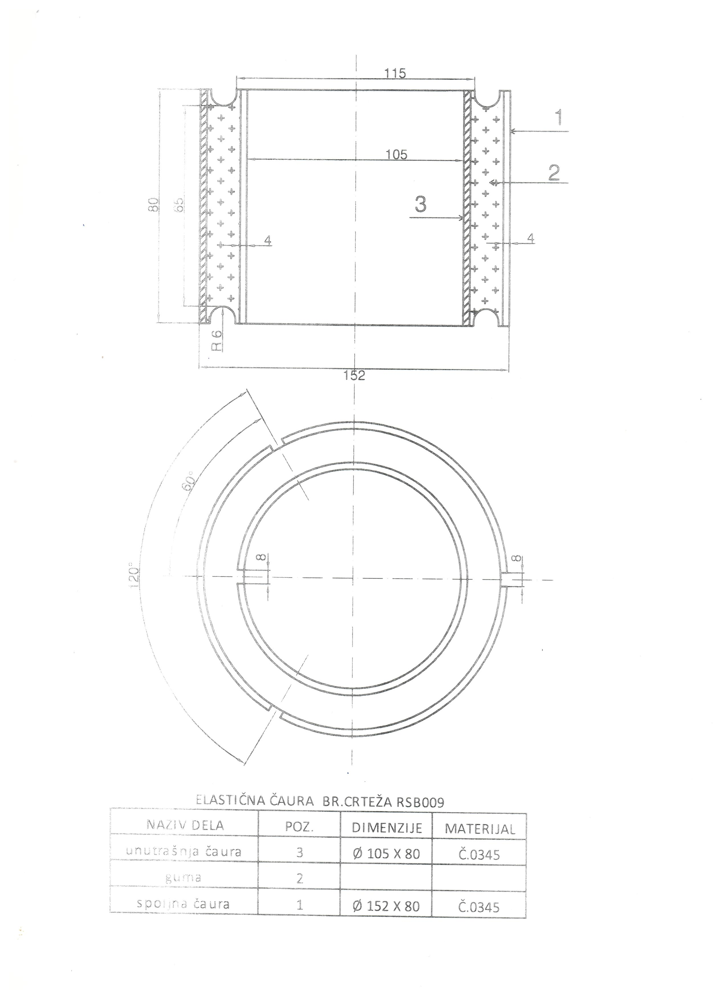 115
1
105
2
3
80
65
4
4
R 6
152
60°
8
8
120°
ELASTIČNA ČAURA BR.CRTEŽA RSB009
NAZIV DELA POZ. DIMENZIJE MATERIJAL
unutrašnja čaura 3 Ø 105 X 80 Č.0345
guma 2
spoljna čaura 1 Ø 152 X 80 Č.0345